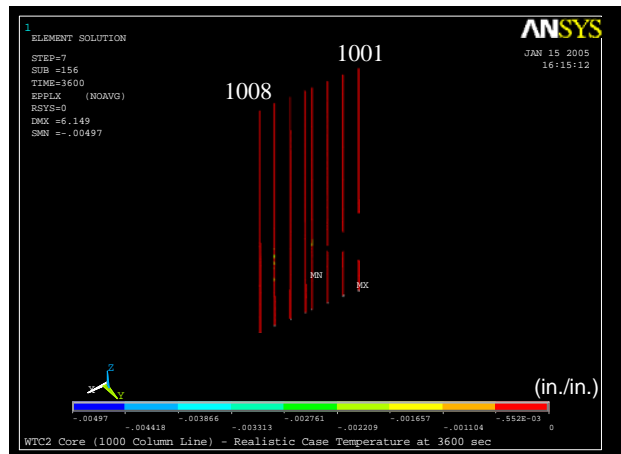 1
ELEMENT SOLUTION
STEP=7
SUB =156
TIME=3600
EPPLX (NOAVG)
RSYS=0
DMX =6.149
SMN =-.00497
ANSYS
JAN 15 2005
16:15:12
1001
1008
MN
MX
Z
X
Y
(in./in.)
-.00497 -.003866 -.002761 -.001657 -.552E-03
-.004418 -.003313 -.002209 -.001104 0
WTC2 Core (1000 Column Line) - Realistic Case Temperature at 3600 sec